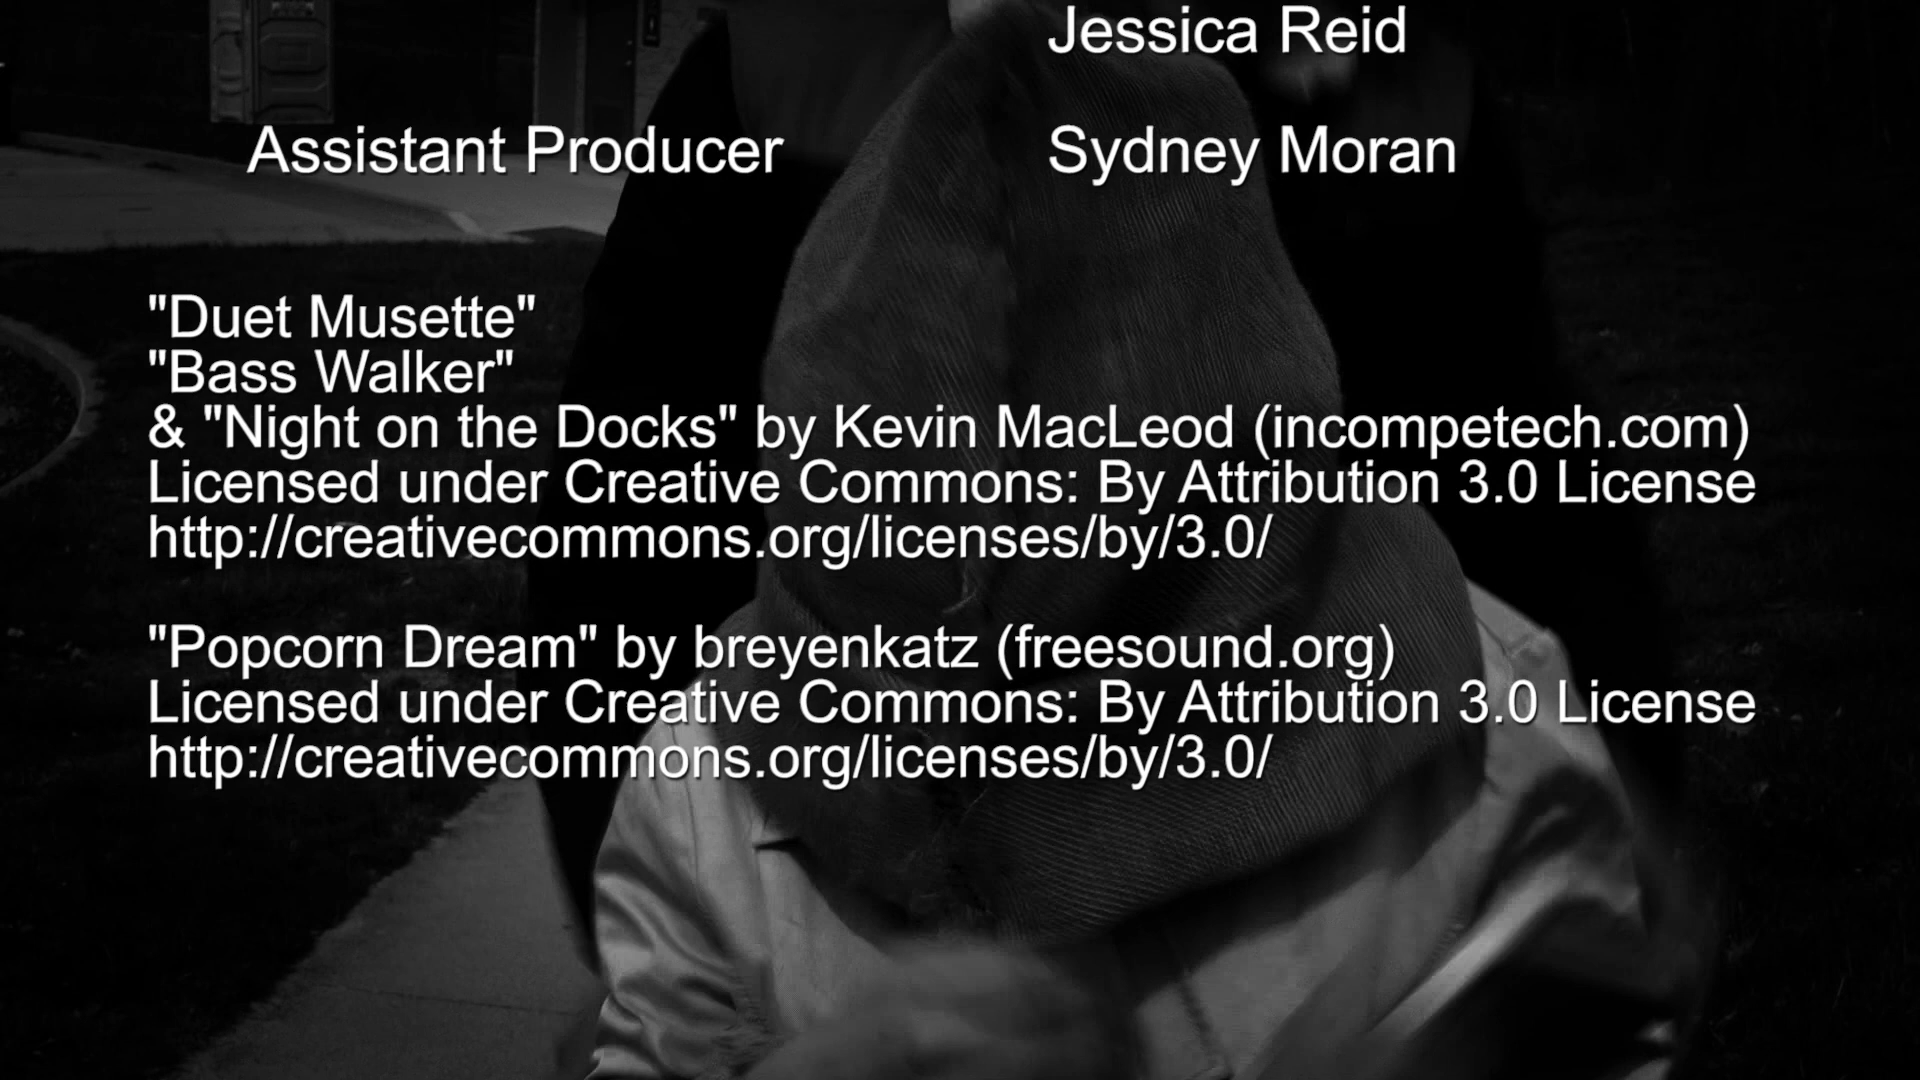 Jessica Reid
Assistant Producer Sydney Moran
"Duet Musette"
"Bass Walker"
& "Night on the Docks" by Kevin MacLeod (incompetech.com)
Licensed under Creative Commons: By Attribution 3.0 License
http://creativecommons.org/licenses/by/3.0/
"Popcorn Dream" by breyenkatz (freesound.org)
Licensed under Creative Commons: By Attribution 3.0 License
http://creativecommons.org/licenses/by/3.0/